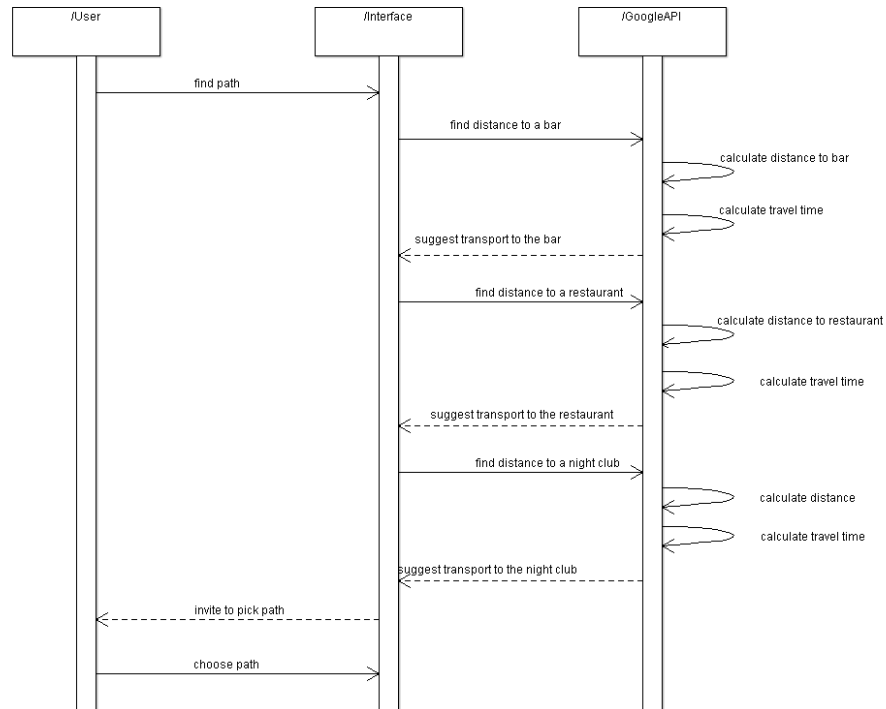 /User
/Interface
/GoogleAPI
find path
find distance to a bar
calculate distance to bar
calculate travel time
suggest transport to the bar
find distance to a restaurant
calculate distance to restaurant
calculate travel time
suggest transport to the restaurant
find distance to a night club
calculate distance
calculate travel time
suggest transport to the night club
invite to pick path
choose path